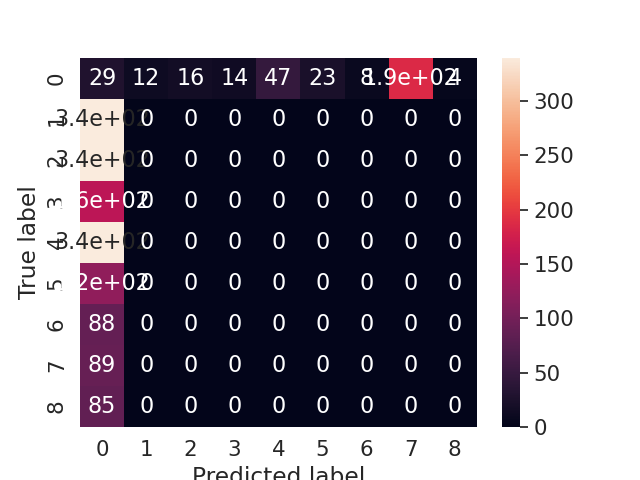 0 29 12 16 14 47 23 8 1.9e+02 4
1 3.4e+02 0 0 0 0 0 0 0 0
2 3.4e+02 0 0 0 0 0 0 0 0
3 6e+02 0 0 0 0 0 0 0 0
4 3.4e+02 0 0 0 0 0 0 0 0
5 2e+02 0 0 0 0 0 0 0 0
6 88 0 0 0 0 0 0 0 0
7 89 0 0 0 0 0 0 0 0
8 85 0 0 0 0 0 0 0 0
0 1 2 3 4 5 6 7 8
Predicted label
True label
300
250
200
150
100
50
0